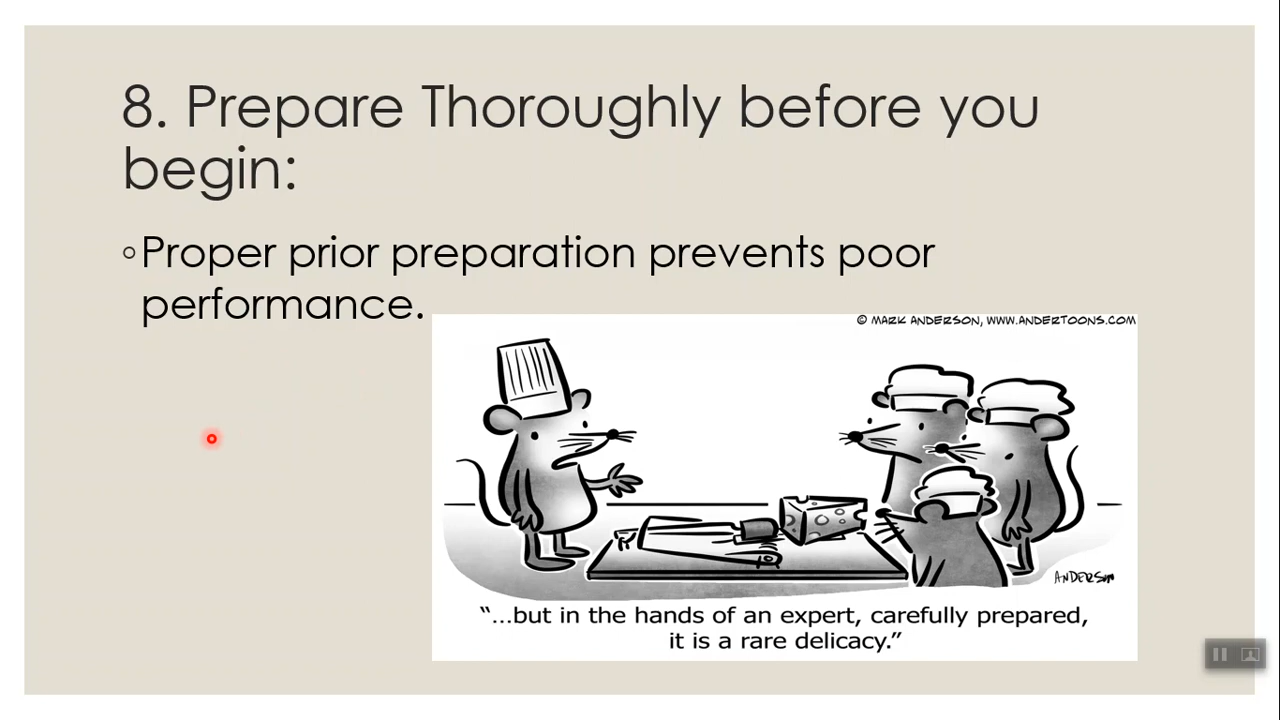 8. Prepare Thoroughly before you
begin:
◦Proper prior preparation prevents poor
performance.
© MARK ANDERSON, WWW.ANDERTOONS.COM
ANDERSON
“...but in the hands of an expert, carefully prepared,
it is a rare delicacy.”